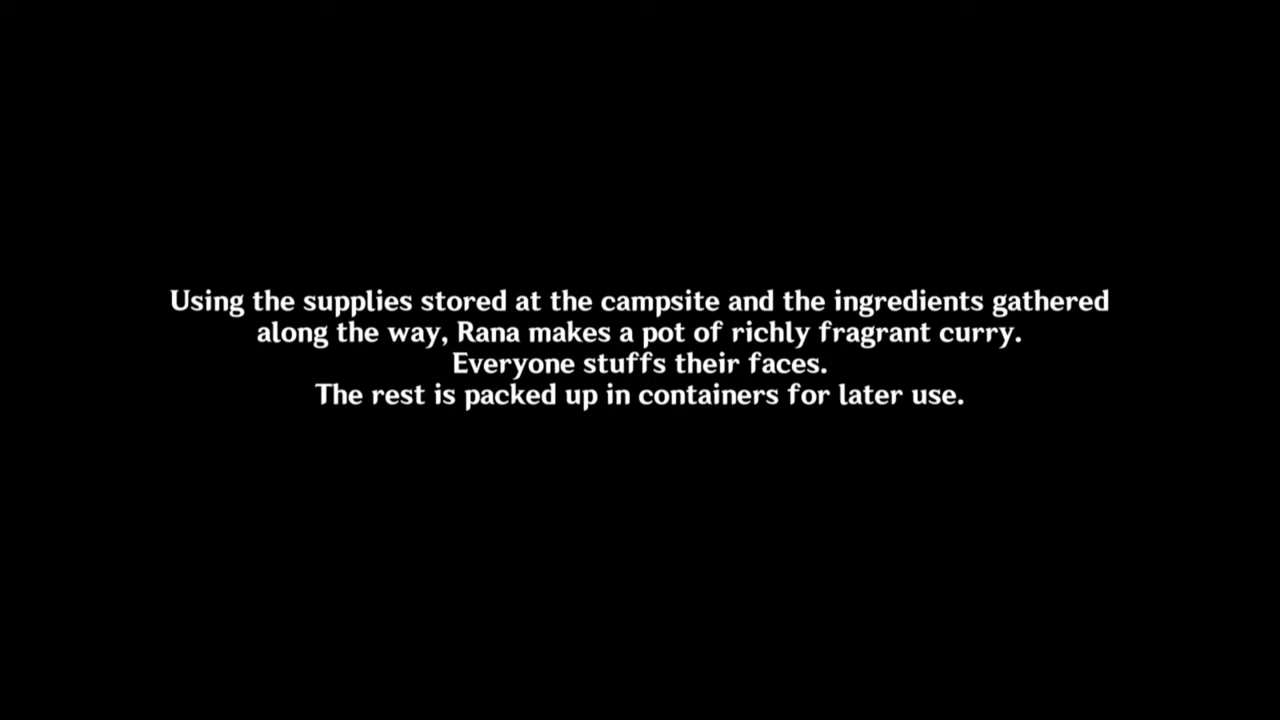 Using the supplies stored at the campsite and the ingredients gathered
along the way, Rana makes a pot of richly fragrant curry.
Everyone stuffs their faces.
The rest is packed up in containers for later use.